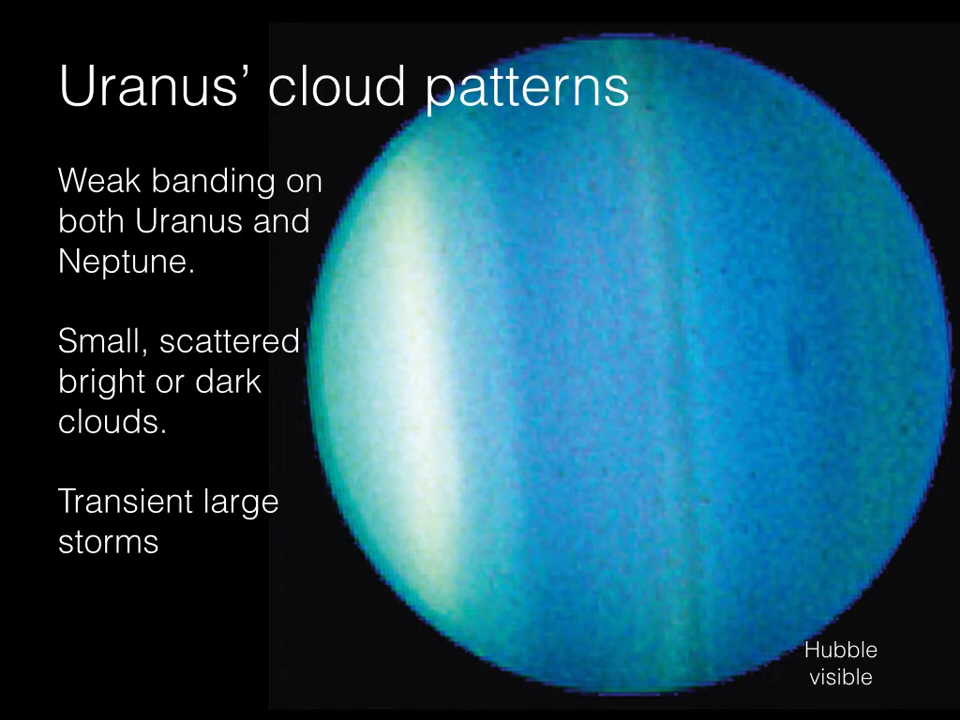 Uranus’ cloud patterns
Weak banding on
both Uranus and
Neptune.
Small, scattered
bright or dark
clouds.
Transient large
storms
Hubble
visible